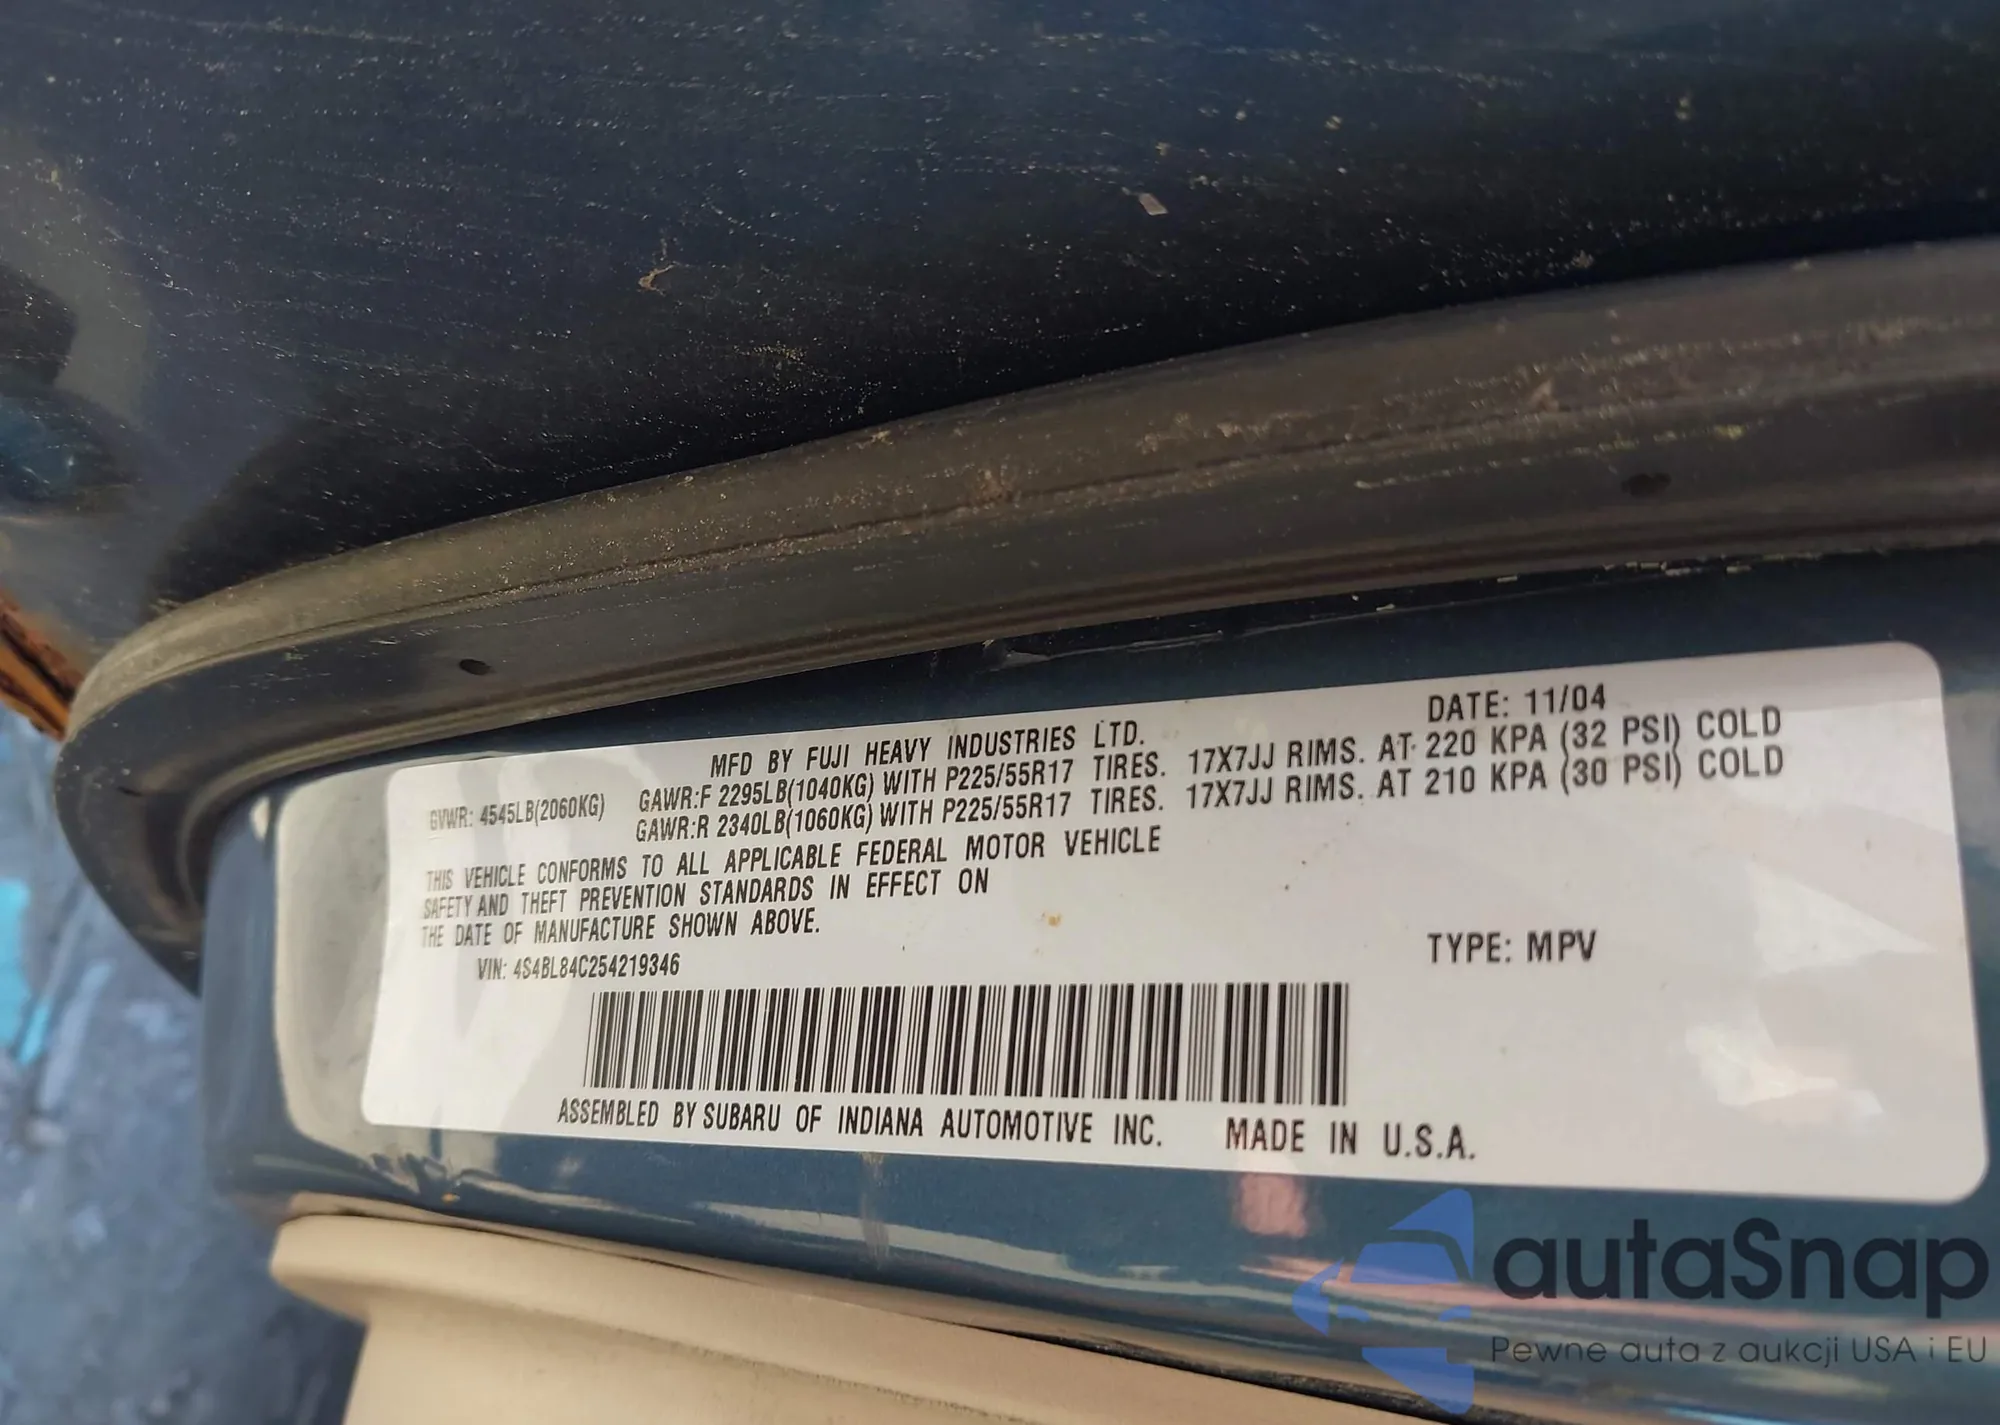 MFD BY FUJI HEAVY INDUSTRIES LTD. DATE: 11/04
GVWR: 4545LB(2060KG) GAWR:F 2295LB(1040KG) WITH P225/55R17 TIRES. 17X7JJ RIMS. AT 220 KPA (32 PSI) COLD
GAWR:R 2340LB(1060KG) WITH P225/55R17 TIRES. 17X7JJ RIMS. AT 210 KPA (30 PSI) COLD
THIS VEHICLE CONFORMS TO ALL APPLICABLE FEDERAL MOTOR VEHICLE
SAFETY AND THEFT PREVENTION STANDARDS IN EFFECT ON
THE DATE OF MANUFACTURE SHOWN ABOVE.
VIN: 4S4BL84C254219346 TYPE: MPV
ASSEMBLED BY SUBARU OF INDIANA AUTOMOTIVE INC. MADE IN U.S.A.
autaSnap
Pewne auta z aukcji USA i EU